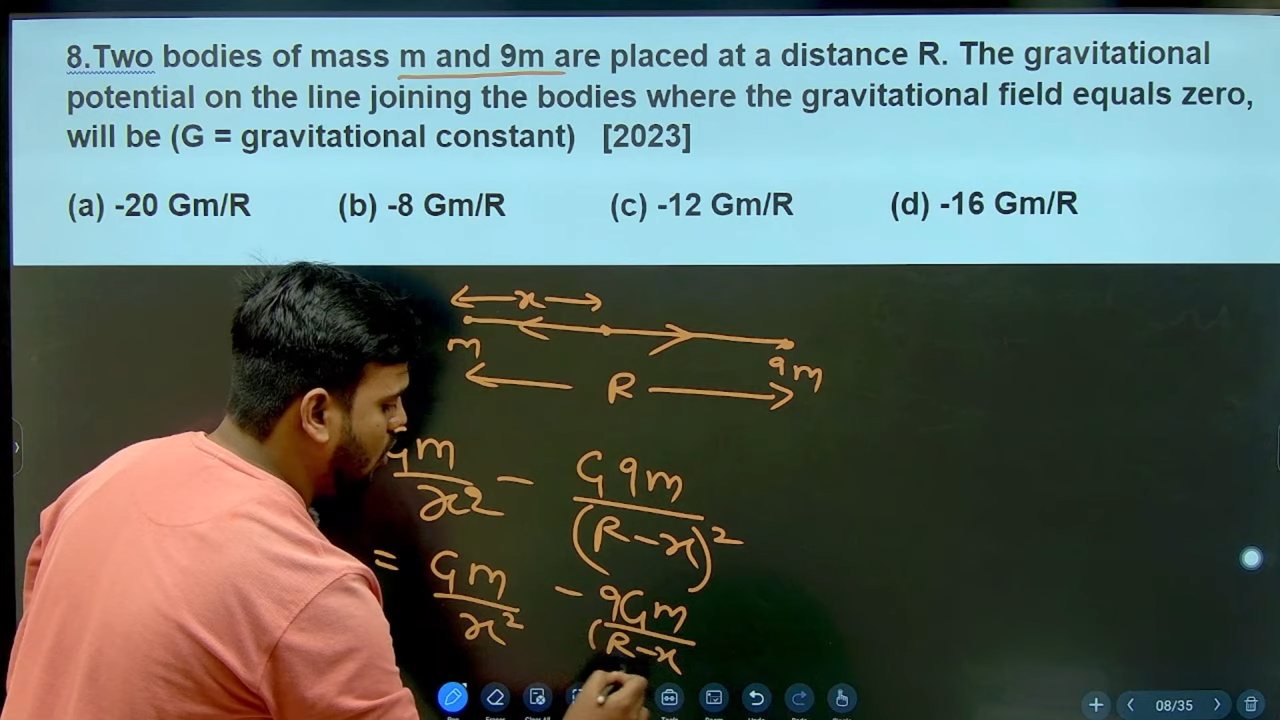 8.Two bodies of mass m and 9m are placed at a distance R. The gravitational
potential on the line joining the bodies where the gravitational field equals zero,
will be (G = gravitational constant) [2023]
(a) -20 Gm/R (b) -8 Gm/R (c) -12 Gm/R (d) -16 Gm/R
x
m 9m
R
Gm/x² - G9m/(R-x)²
= Gm/x² - 9Gm/(R-x
08/35